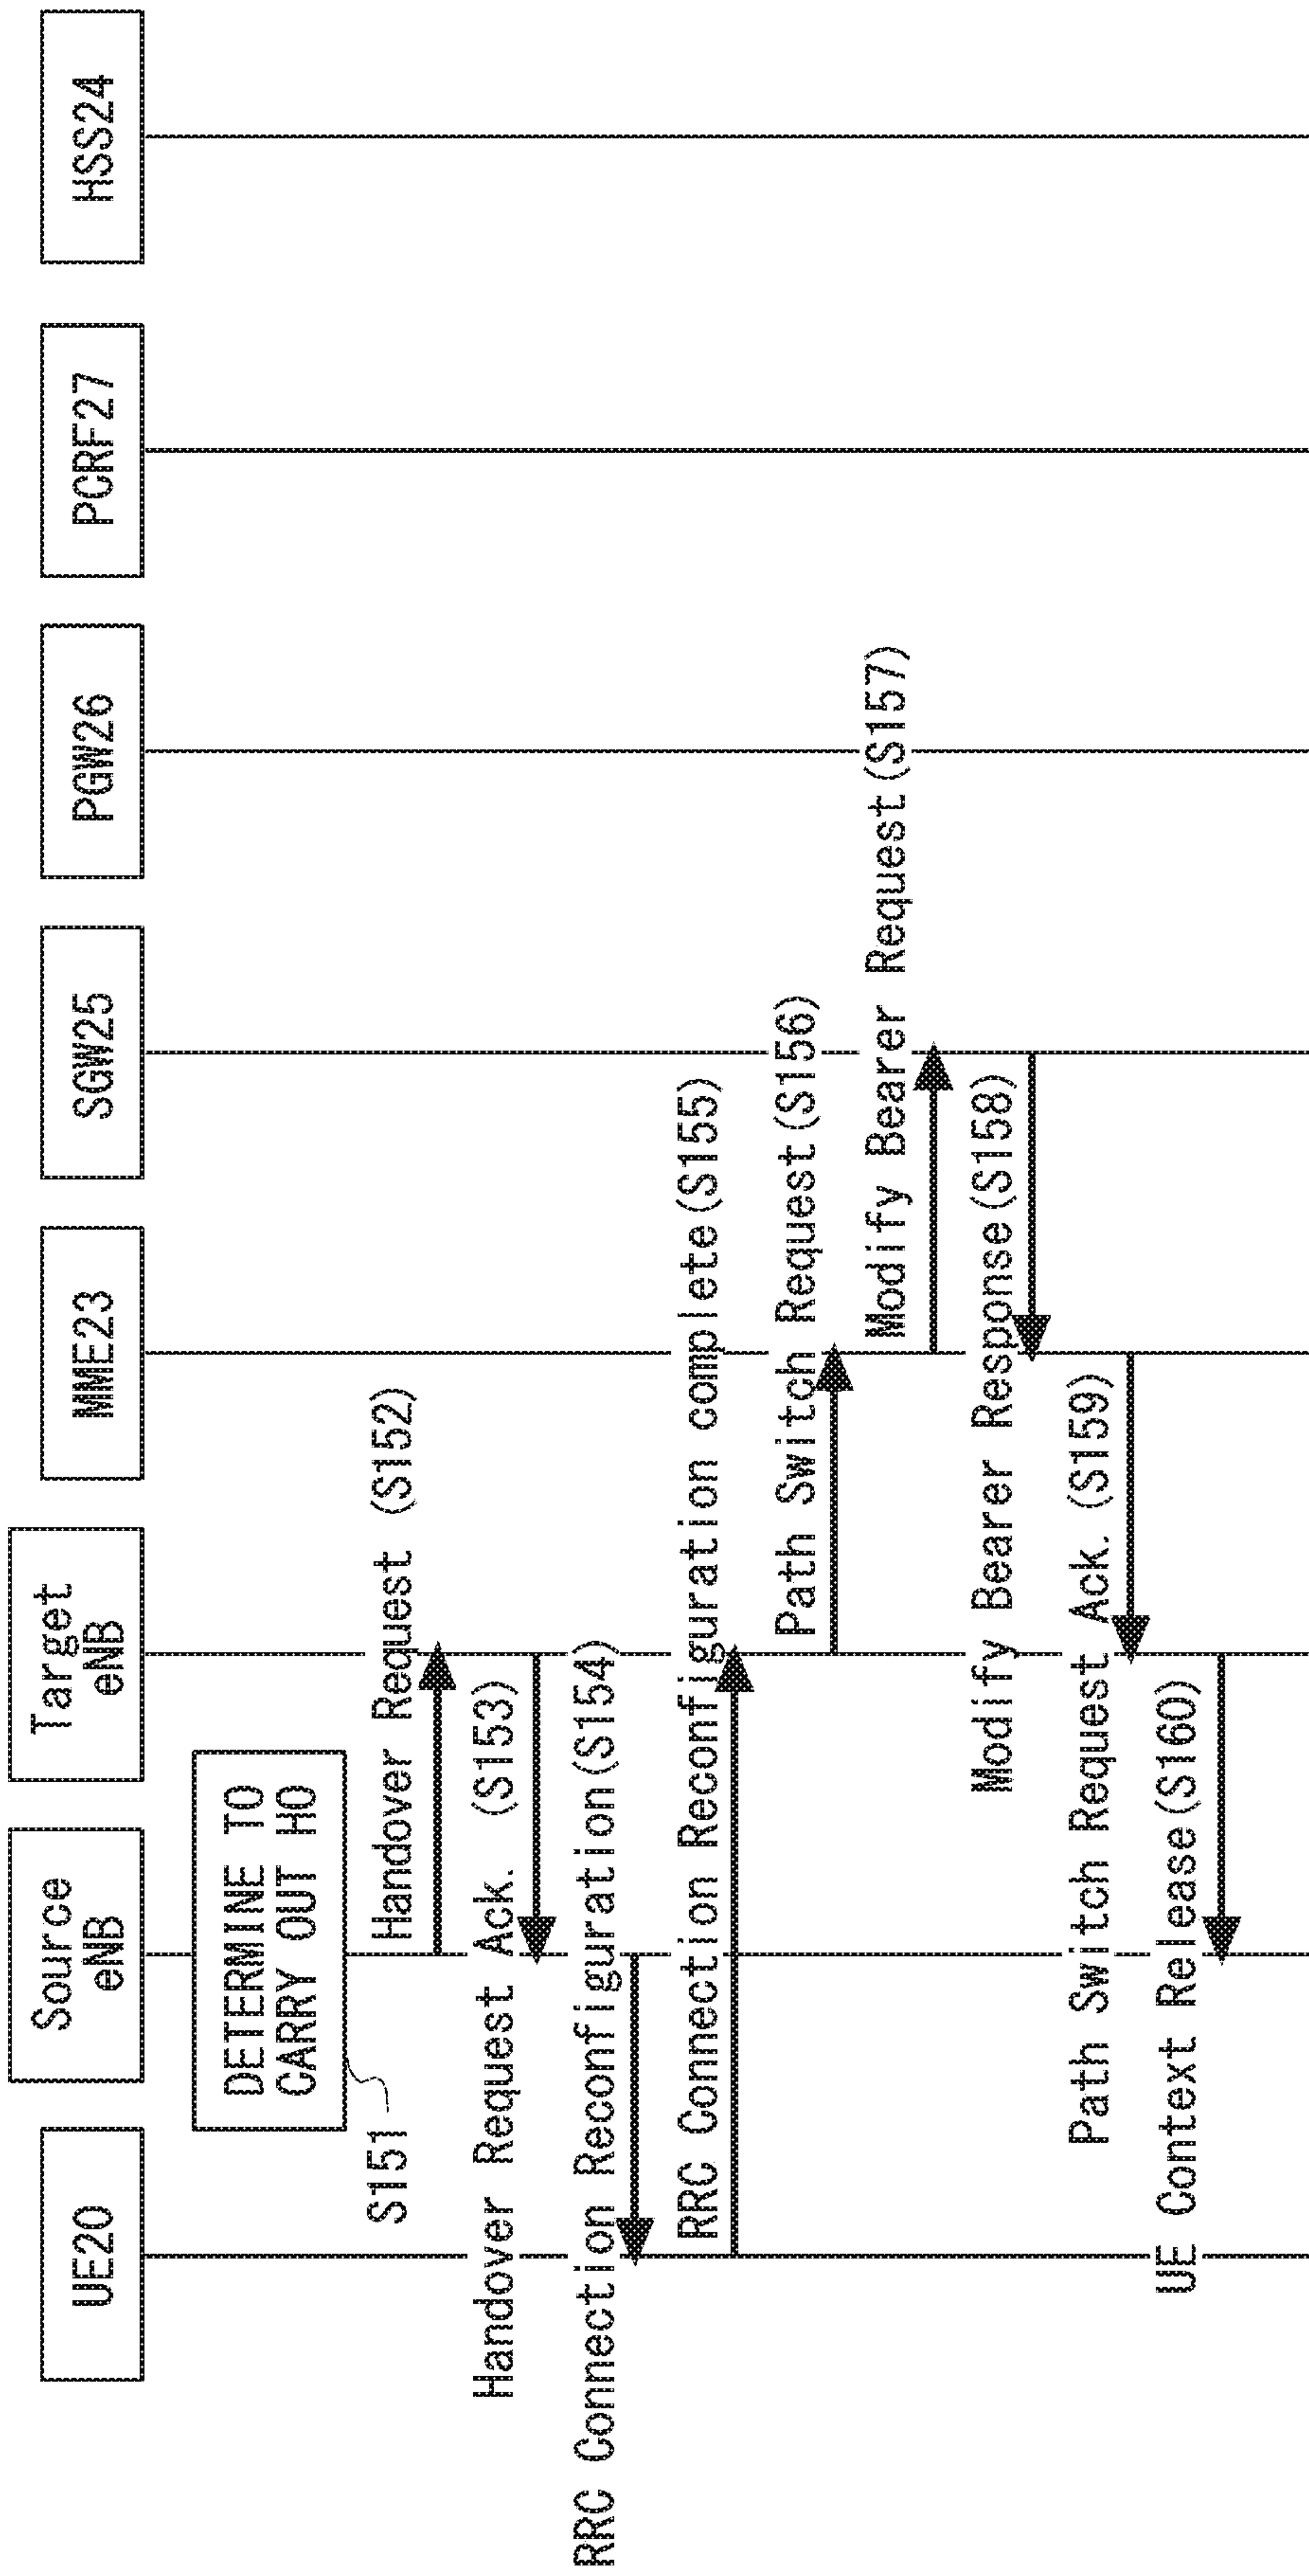 UE20
Source
eNB
Target
eNB
MME23
SGW25
PGW26
PCRF27
HSS24
DETERMINE TO
CARRY OUT HO
S151
Handover Request (S152)
Handover Request Ack. (S153)
RRC Connection Reconfiguration(S154)
RRC Connection Reconfiguration complete(S155)
Path Switch Request(S156)
Modify Bearer Request(S157)
Modify Bearer Response(S158)
Path Switch Request Ack. (S159)
UE Context Release(S160)